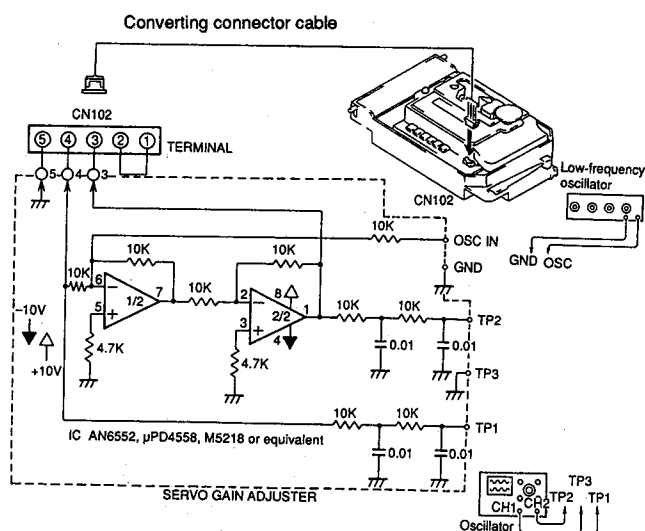 Converting connector cable
CN102
5 4 3 2 1
TERMINAL
5 4 3
CN102
Low-frequency
oscillator
GND OSC
10K
OSC IN
GND
10K
10K
10K
6
7
5
1/2
10K
2
8
2/2
1
3
4
10K
10K
TP2
-10V
+10V
4.7K
4.7K
0.01
0.01
TP3
10K
10K
TP1
IC AN6552, µPD4558, M5218 or equivalent
0.01
0.01
SERVO GAIN ADJUSTER
TP3
CH1
CH2
TP2
TP1
Oscillator